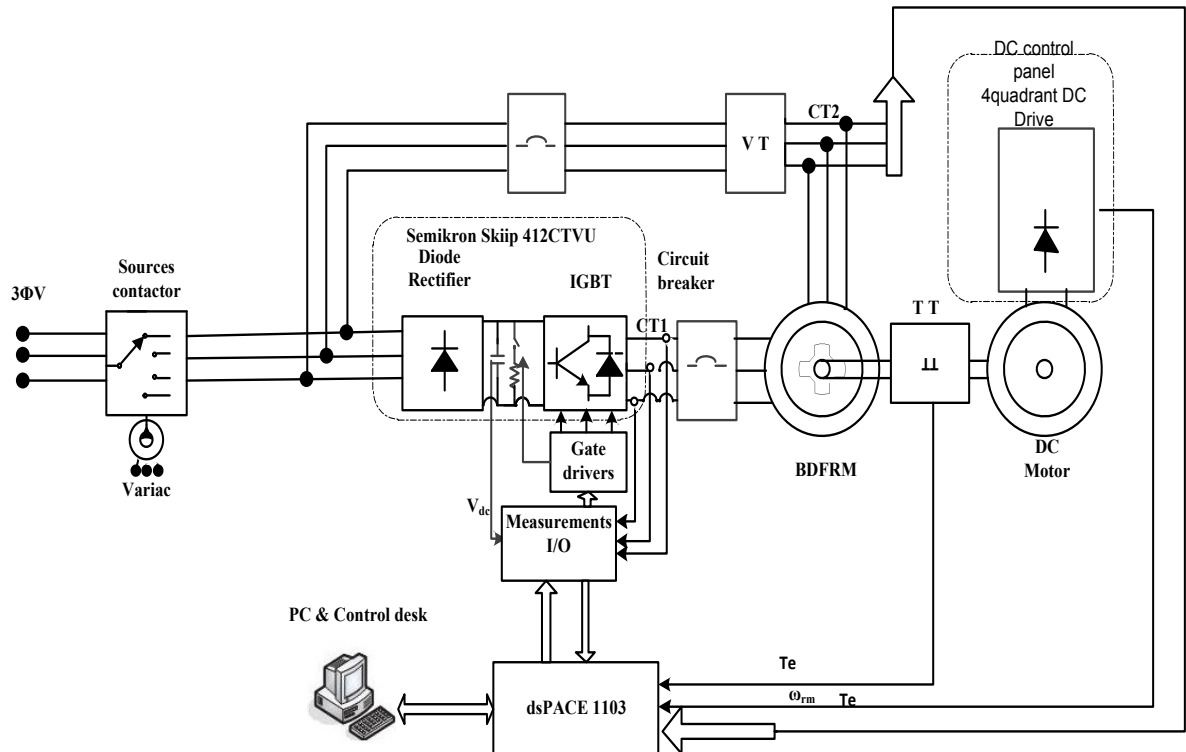 DC control
panel
4quadrant DC
Drive
CT2
V T
Semikron Skiip 412CTVU
Diode
Rectifier
IGBT
Circuit
breaker
Sources
contactor
3ΦV
CT1
T T
Gate
drivers
BDFRM
DC
Motor
Variac
Vdc
Measurements
I/O
PC & Control desk
Te
ωrm Te
dsPACE 1103